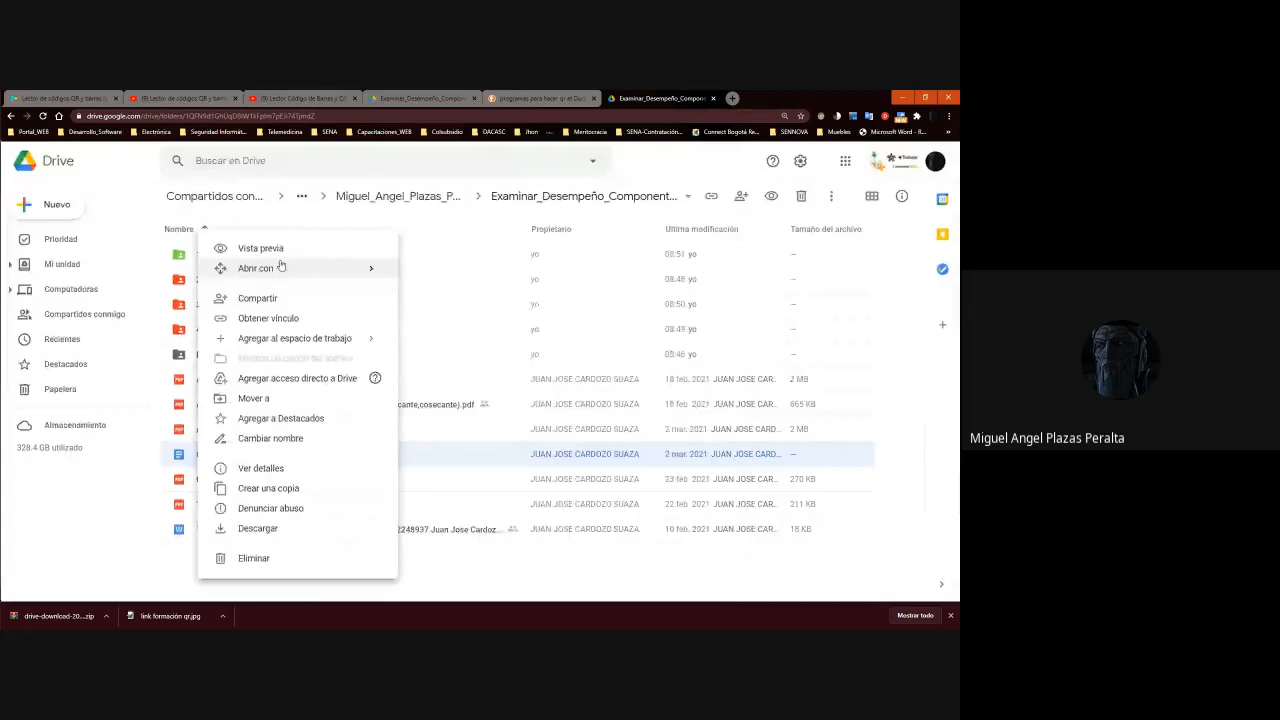 Lector de códigos QR y barras G
(9) Lector de códigos QR y barr
(9) Lector Código de Barras y Q
Examinar_Desempeño_Compone
programas para hacer qr at Duc
Examinar_Desempeño_Compone
drive.google.com/drive/folders/
Portal_WEB
Desarrollo_Software
Electrónica
Seguridad Informát...
Telemedicina
SENA
Capacitaciones_WEB
Colsubsidio
DACASC
Jhon
Meritocracia
SENA-Contratación...
Connect Bogotá Re...
SENNOVA
Muebles
Microsoft Word - R...
Drive
Buscar en Drive
Nuevo
Compartidos con...
...
Miguel_Angel_Plazas_P...
Examinar_Desempeño_Component...
Nombre
Propietario
Última modificación
Tamaño del archivo
Prioridad
Mi unidad
Computadoras
Compartidos conmigo
Recientes
Destacados
Papelera
Almacenamiento
328.4 GB utilizado
Vista previa
Abrir con
Compartir
Obtener vínculo
Agregar al espacio de trabajo
Mostrar ubicación del archivo
Agregar acceso directo a Drive
Mover a
Agregar a Destacados
Cambiar nombre
Ver detalles
Crear una copia
Denunciar abuso
Descargar
Eliminar
yo 08:51 yo —
yo 08:48 yo —
yo 08:50 yo —
yo 08:49 yo —
yo 08:46 yo —
JUAN JOSE CARDOZO SUAZA 18 feb. 2021 JUAN JOSE CAR... 2 MB
cante,cosecante).pdf JUAN JOSE CARDOZO SUAZA 18 feb. 2021 JUAN JOSE CAR... 665 KB
JUAN JOSE CARDOZO SUAZA 2 mar. 2021 JUAN JOSE CARD... 2 MB
JUAN JOSE CARDOZO SUAZA 2 mar. 2021 JUAN JOSE CARD... —
JUAN JOSE CARDOZO SUAZA 23 feb. 2021 JUAN JOSE CAR... 270 KB
JUAN JOSE CARDOZO SUAZA 22 feb. 2021 JUAN JOSE CAR... 211 KB
2248937 Juan Jose Cardoz... JUAN JOSE CARDOZO SUAZA 10 feb. 2021 JUAN JOSE CAR... 18 KB
drive-download-20....zip
link formación qr.jpg
Mostrar todo
Miguel Angel Plazas Peralta